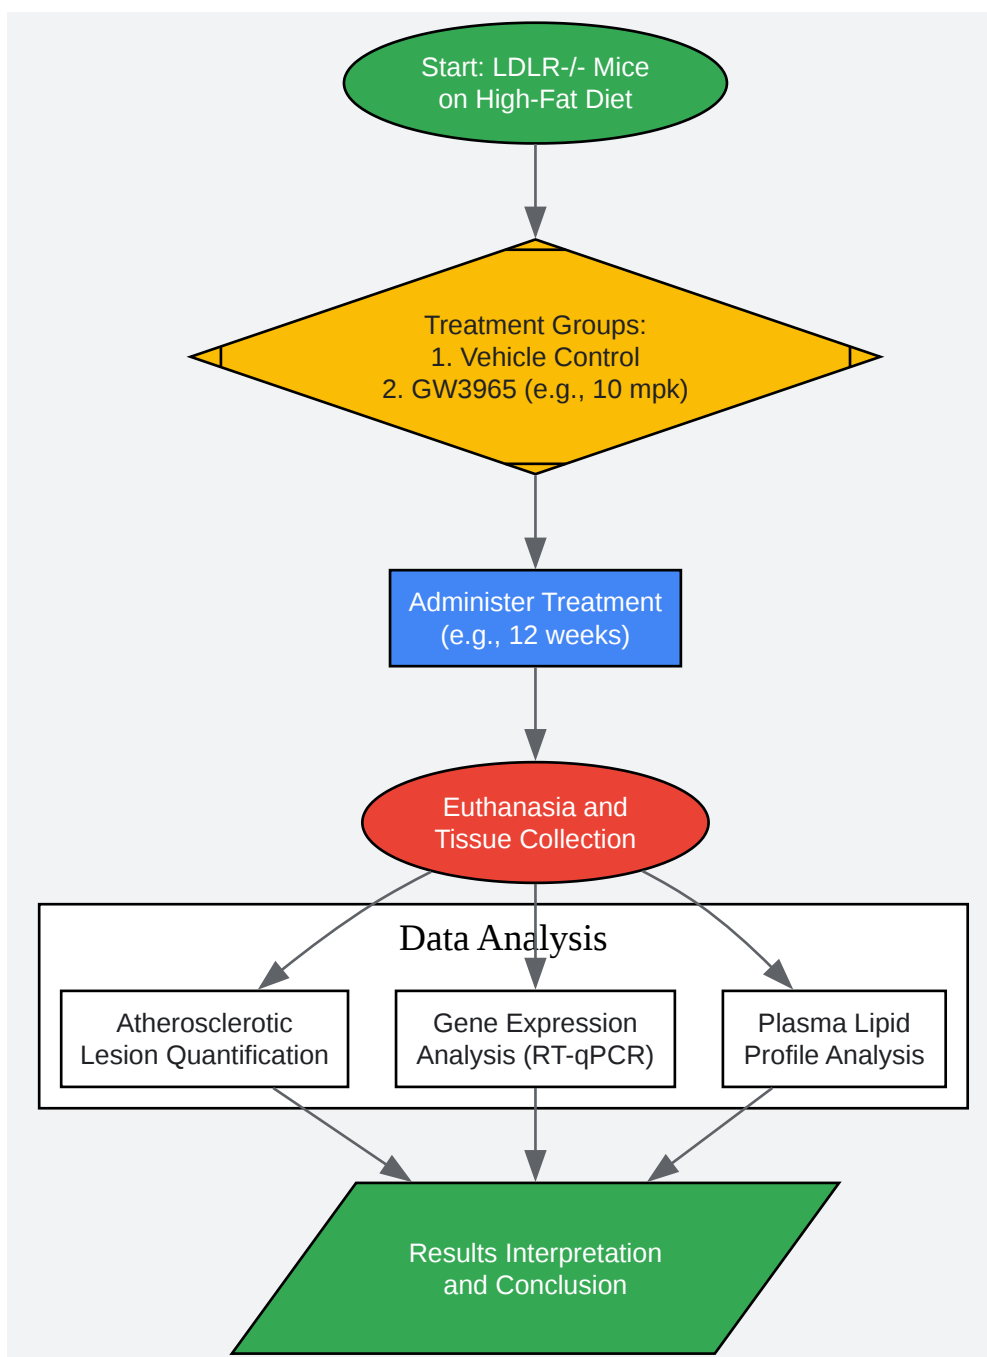 Start: LDLR-/- Mice
on High-Fat Diet
Treatment Groups:
1. Vehicle Control
2. GW3965 (e.g., 10 mpk)
Administer Treatment
(e.g., 12 weeks)
Euthanasia and
Tissue Collection
Data Analysis
Atherosclerotic
Lesion Quantification
Gene Expression
Analysis (RT-qPCR)
Plasma Lipid
Profile Analysis
Results Interpretation
and Conclusion